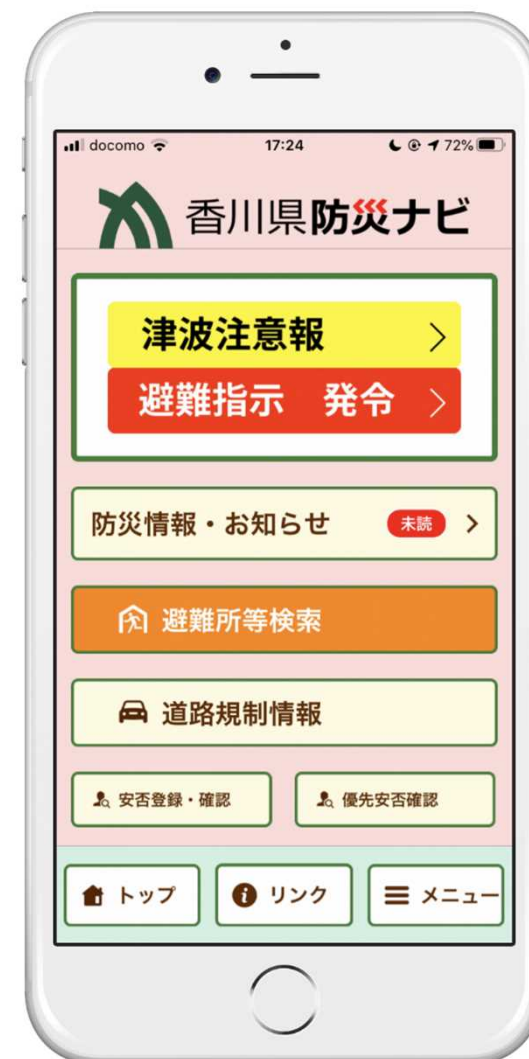 docomo 17:24 72%
香川県防災ナビ
津波注意報
避難指示 発令
防災情報・お知らせ 未読
避難所等検索
道路規制情報
安否登録・確認 優先安否確認
トップ リンク メニュー